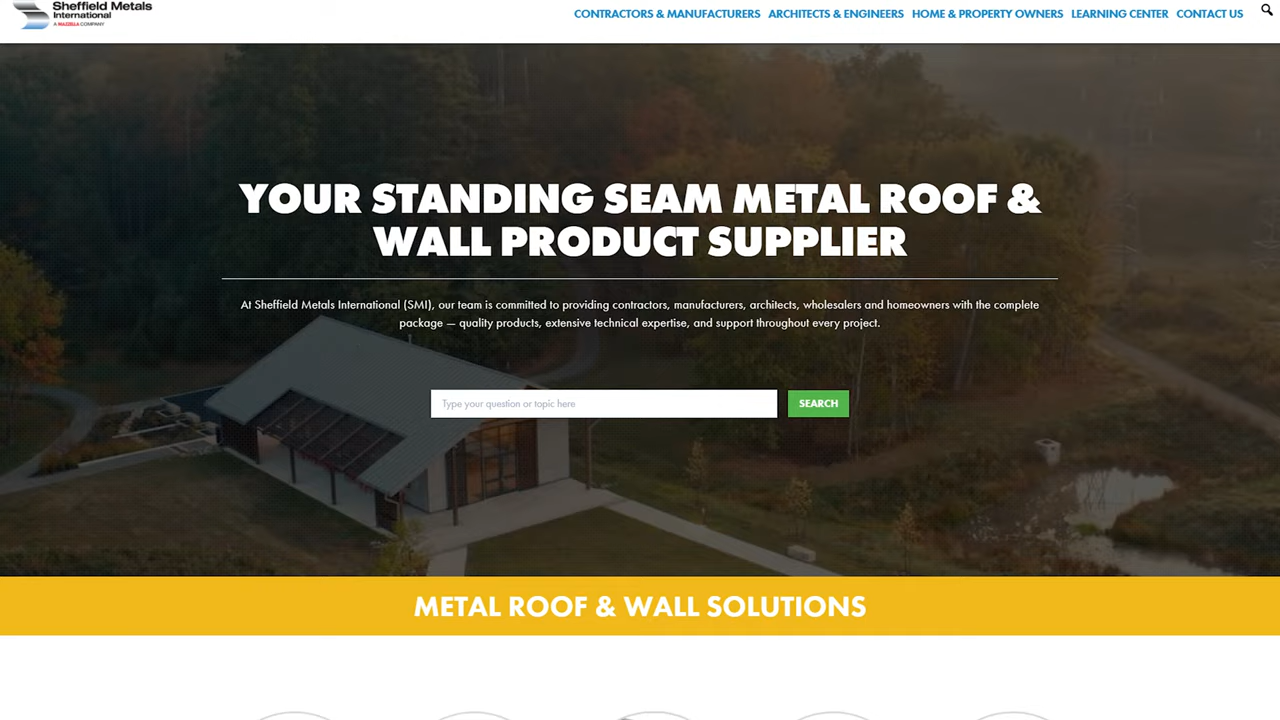 Sheffield Metals
International
A MAZZELLA COMPANY
CONTRACTORS & MANUFACTURERS ARCHITECTS & ENGINEERS HOME & PROPERTY OWNERS LEARNING CENTER CONTACT US
YOUR STANDING SEAM METAL ROOF &
WALL PRODUCT SUPPLIER
At Sheffield Metals International (SMI), our team is committed to providing contractors, manufacturers, architects, wholesalers and homeowners with the complete
package — quality products, extensive technical expertise, and support throughout every project.
Type your question or topic here
SEARCH
METAL ROOF & WALL SOLUTIONS